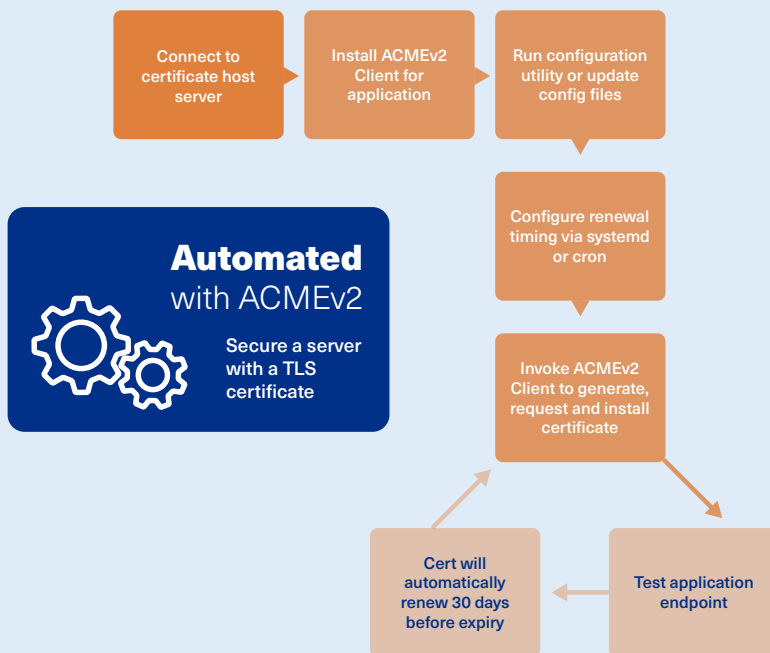 Connect to
certificate host
server
Install ACMEv2
Client for
application
Run configuration
utility or update
config files
Configure renewal
timing via systemd
or cron
Automated
with ACMEv2
Secure a server
with a TLS
certificate
Invoke ACMEv2
Client to generate,
request and install
certificate
Test application
endpoint
Cert will
automatically
renew 30 days
before expiry